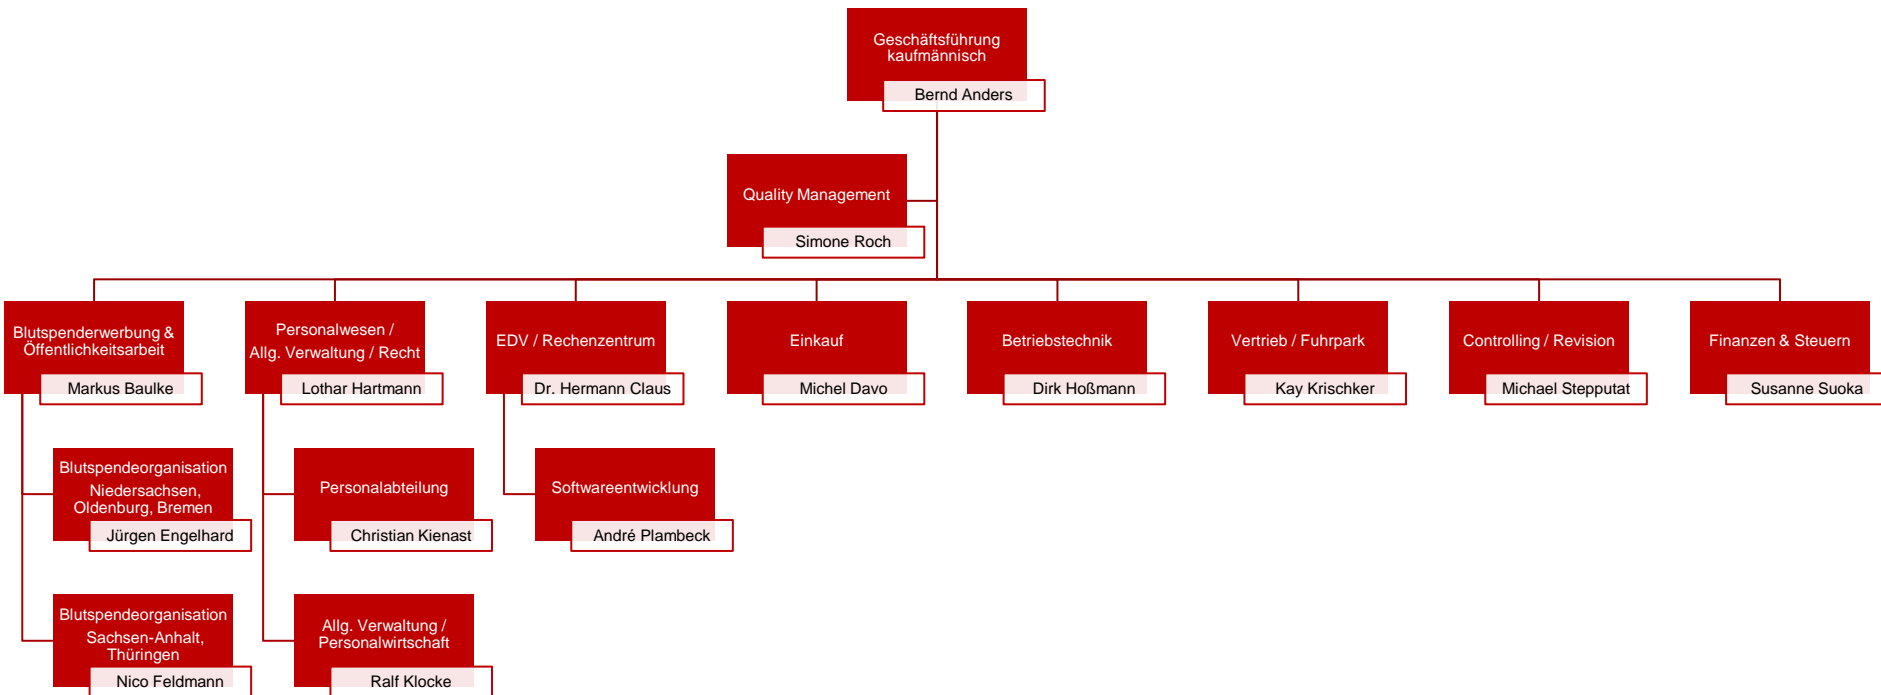 Geschäftsführung
kaufmännisch
Bernd Anders
Quality Management
Simone Roch
Blutspenderwerbung &
Öffentlichkeitsarbeit
Markus Baulke
Personalwesen /
Allg. Verwaltung / Recht
Lothar Hartmann
EDV / Rechenzentrum
Dr. Hermann Claus
Einkauf
Michel Davo
Betriebstechnik
Dirk Hoßmann
Vertrieb / Fuhrpark
Kay Krischker
Controlling / Revision
Michael Stepputat
Finanzen & Steuern
Susanne Suoka
Blutspendeorganisation
Niedersachsen,
Oldenburg, Bremen
Jürgen Engelhard
Personalabteilung
Christian Kienast
Softwareentwicklung
André Plambeck
Blutspendeorganisation
Sachsen-Anhalt,
Thüringen
Nico Feldmann
Allg. Verwaltung /
Personalwirtschaft
Ralf Klocke